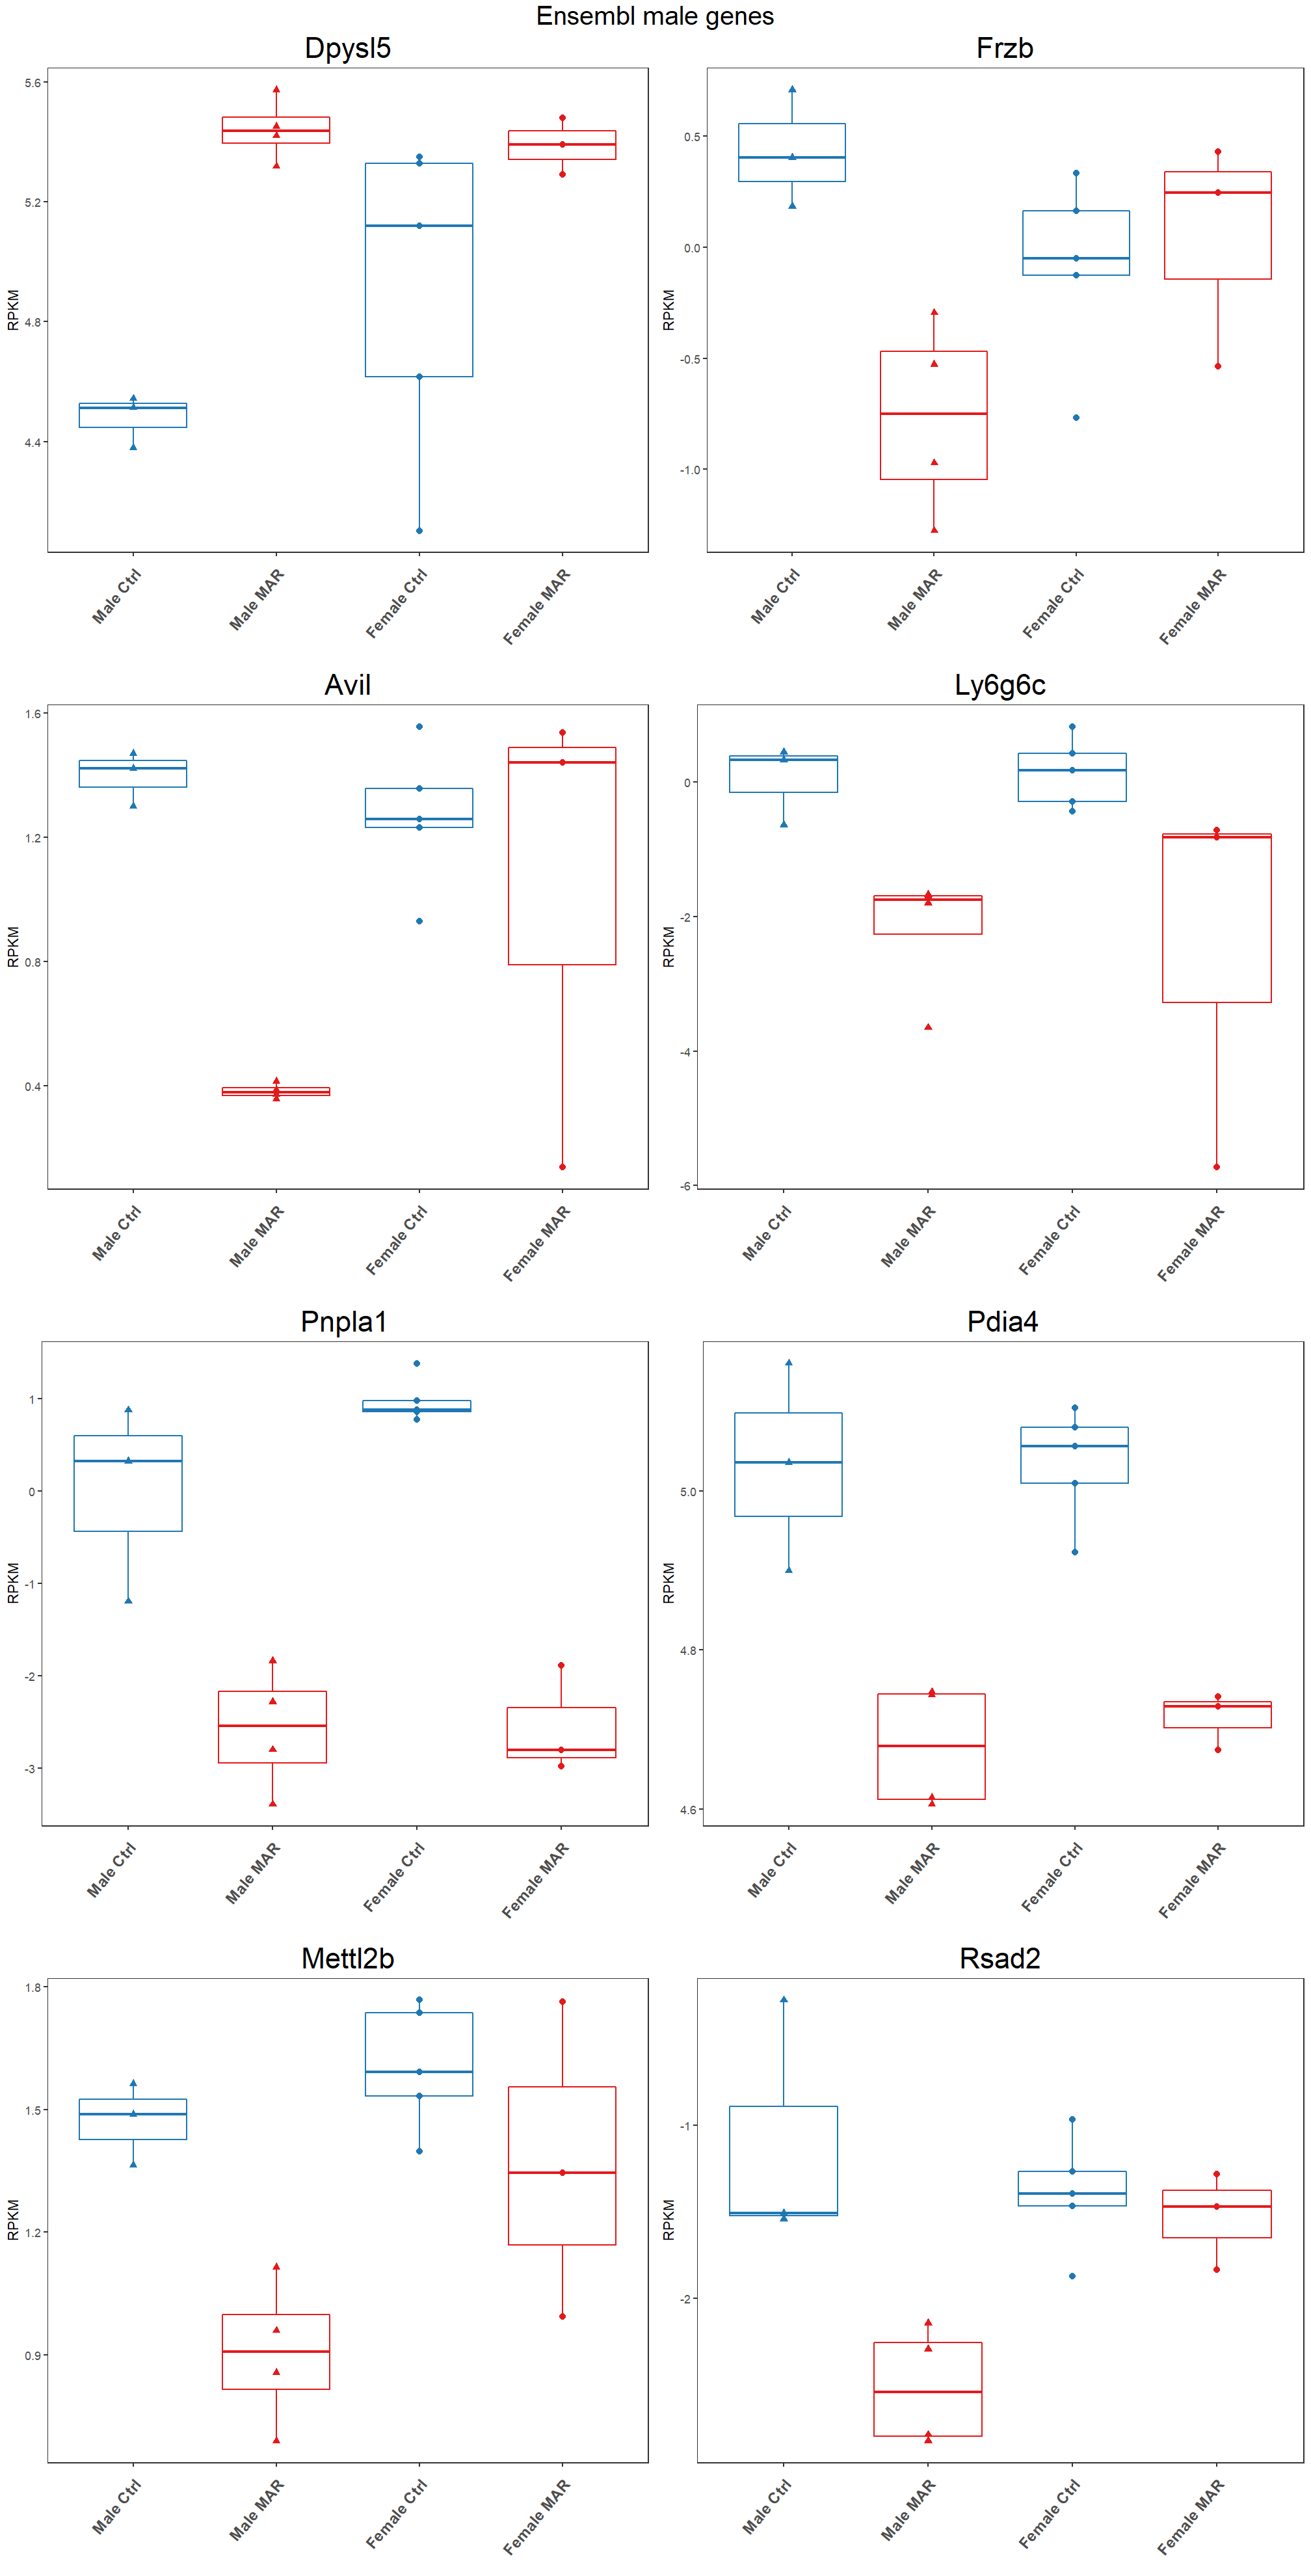 Ensembl male genes
Dpysl5
Frzb
5.6
5.2
4.8
4.4
RPKM
Male Ctrl
Male MAR
Female Ctrl
Female MAR
0.5
0.0
-0.5
-1.0
RPKM
Male Ctrl
Male MAR
Female Ctrl
Female MAR
Avil
Ly6g6c
1.6
1.2
0.8
0.4
RPKM
Male Ctrl
Male MAR
Female Ctrl
Female MAR
0
-2
-4
-6
RPKM
Male Ctrl
Male MAR
Female Ctrl
Female MAR
Pnpla1
Pdia4
1
0
-1
-2
-3
RPKM
Male Ctrl
Male MAR
Female Ctrl
Female MAR
5.0
4.8
4.6
RPKM
Male Ctrl
Male MAR
Female Ctrl
Female MAR
Mettl2b
Rsad2
1.8
1.5
1.2
0.9
RPKM
Male Ctrl
Male MAR
Female Ctrl
Female MAR
-1
-2
RPKM
Male Ctrl
Male MAR
Female Ctrl
Female MAR